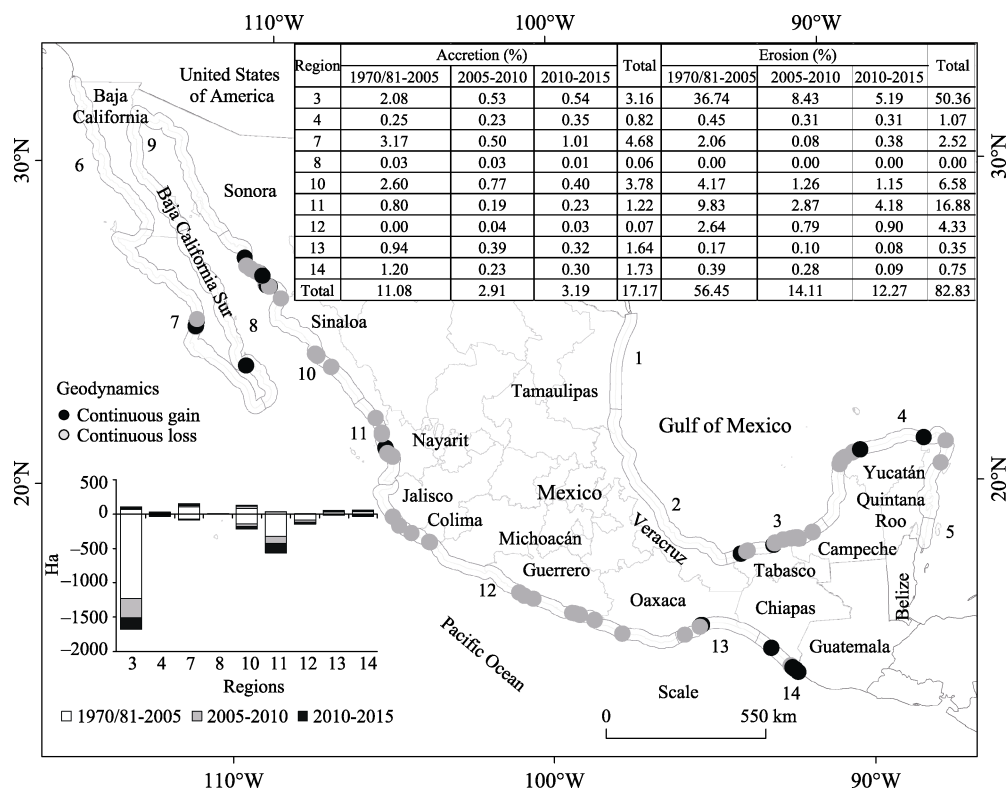 110°W 100°W 90°W
Region Accretion (%) Total Erosion (%) Total
1970/81-2005 2005-2010 2010-2015 1970/81-2005 2005-2010 2010-2015
3 2.08 0.53 0.54 3.16 36.74 8.43 5.19 50.36
4 0.25 0.23 0.35 0.82 0.45 0.31 0.31 1.07
7 3.17 0.50 1.01 4.68 2.06 0.08 0.38 2.52
8 0.03 0.03 0.01 0.06 0.00 0.00 0.00 0.00
10 2.60 0.77 0.40 3.78 4.17 1.26 1.15 6.58
11 0.80 0.19 0.23 1.22 9.83 2.87 4.18 16.88
12 0.00 0.04 0.03 0.07 2.64 0.79 0.90 4.33
13 0.94 0.39 0.32 1.64 0.17 0.10 0.08 0.35
14 1.20 0.23 0.30 1.73 0.39 0.28 0.09 0.75
Total 11.08 2.91 3.19 17.17 56.45 14.11 12.27 82.83
United States
of America
Baja
California
9
6
30°N
30°N
Sonora
Baja California Sur
7
8
Sinaloa
10
1
Tamaulipas
Geodynamics
Continuous gain
Continuous loss
Gulf of Mexico
4
11
Nayarit
Yucatán
20°N
20°N
Quintana
Roo
Jalisco
Mexico
Colima
2
Veracruz
3
5
Michoacán
Campeche
Tabasco
Guerrero
Belize
12
Oaxaca
Chiapas
13
Guatemala
Pacific Ocean
14
500
0
−500
−1000
−1500
−2000
Ha
3 4 7 8 10 11 12 13 14
Regions
1970/81-2005 2005-2010 2010-2015
Scale
0 550 km
110°W 100°W 90°W